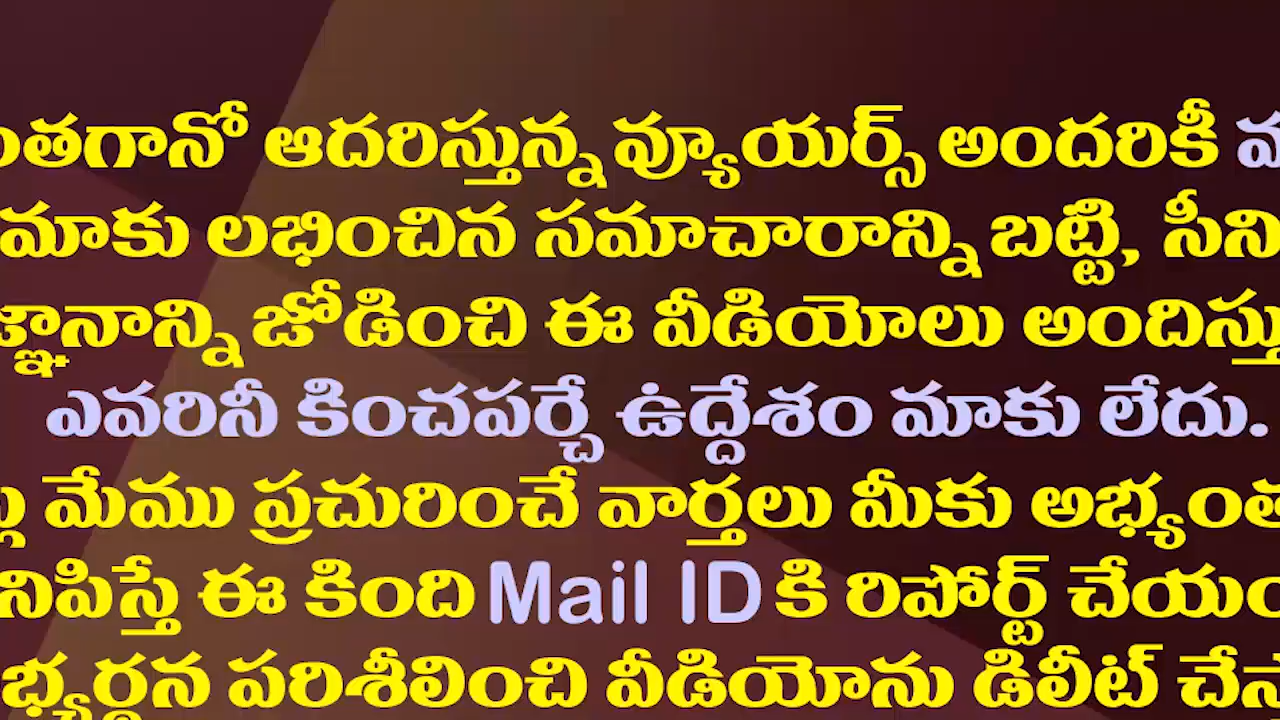 ఆదరిస్తున్న వ్యూయర్స్ అందరికీ
మాకు లభించిన సమాచారాన్ని బట్టి,
జోడించి ఈ వీడియోలు
ఎవరినీ కించపర్చే ఉద్దేశం మాకు లేదు.
మేము ప్రచురించే వార్తలు మీకు
ఈ కింది Mail ID కి రిపోర్ట్
పరిశీలించి వీడియోను డిలీట్